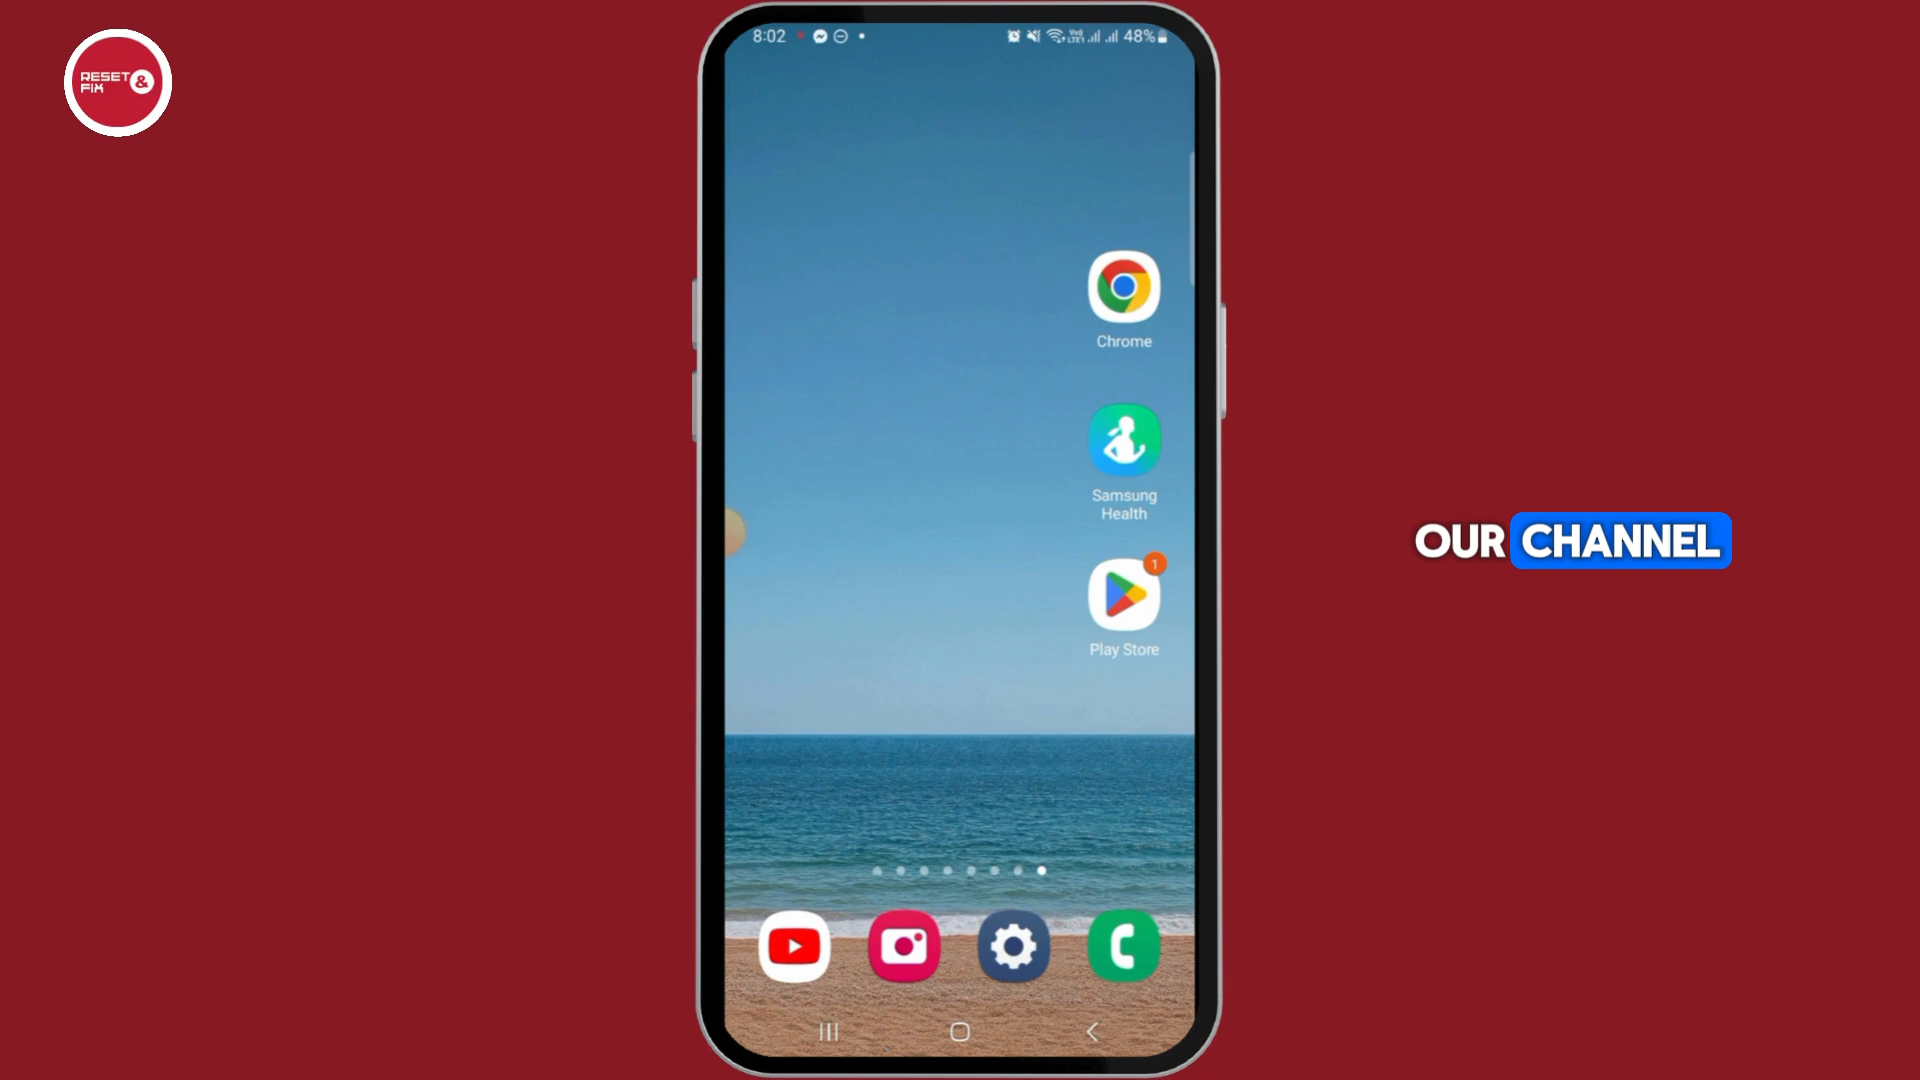 RESET &
FIX
8:02
48%
Chrome
Samsung
Health
1
Play Store
OUR CHANNEL